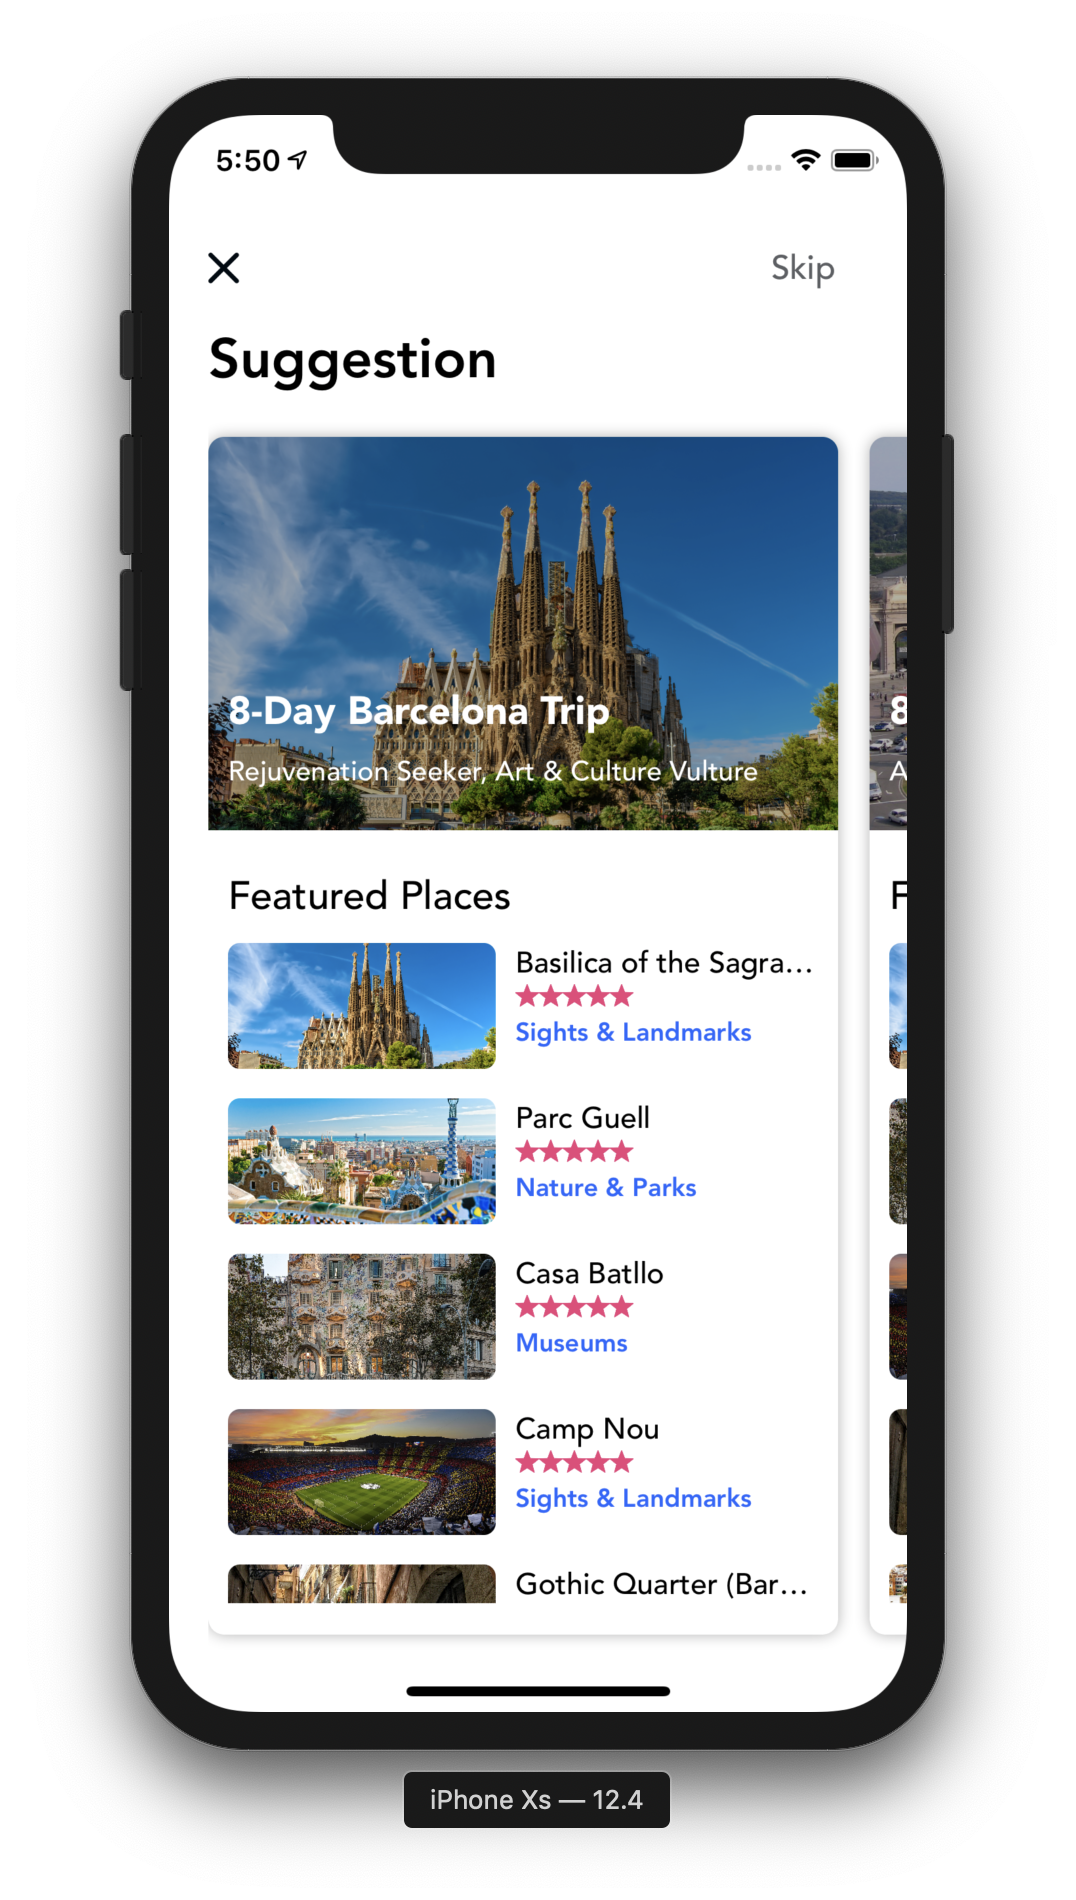 5:50
Skip
Suggestion
8-Day Barcelona Trip
8
Rejuvenation Seeker, Art & Culture Vulture
A
Featured Places
F
Basilica of the Sagra...
Sights & Landmarks
Parc Guell
Nature & Parks
Casa Batllo
Museums
Camp Nou
Sights & Landmarks
Gothic Quarter (Bar...
iPhone Xs — 12.4